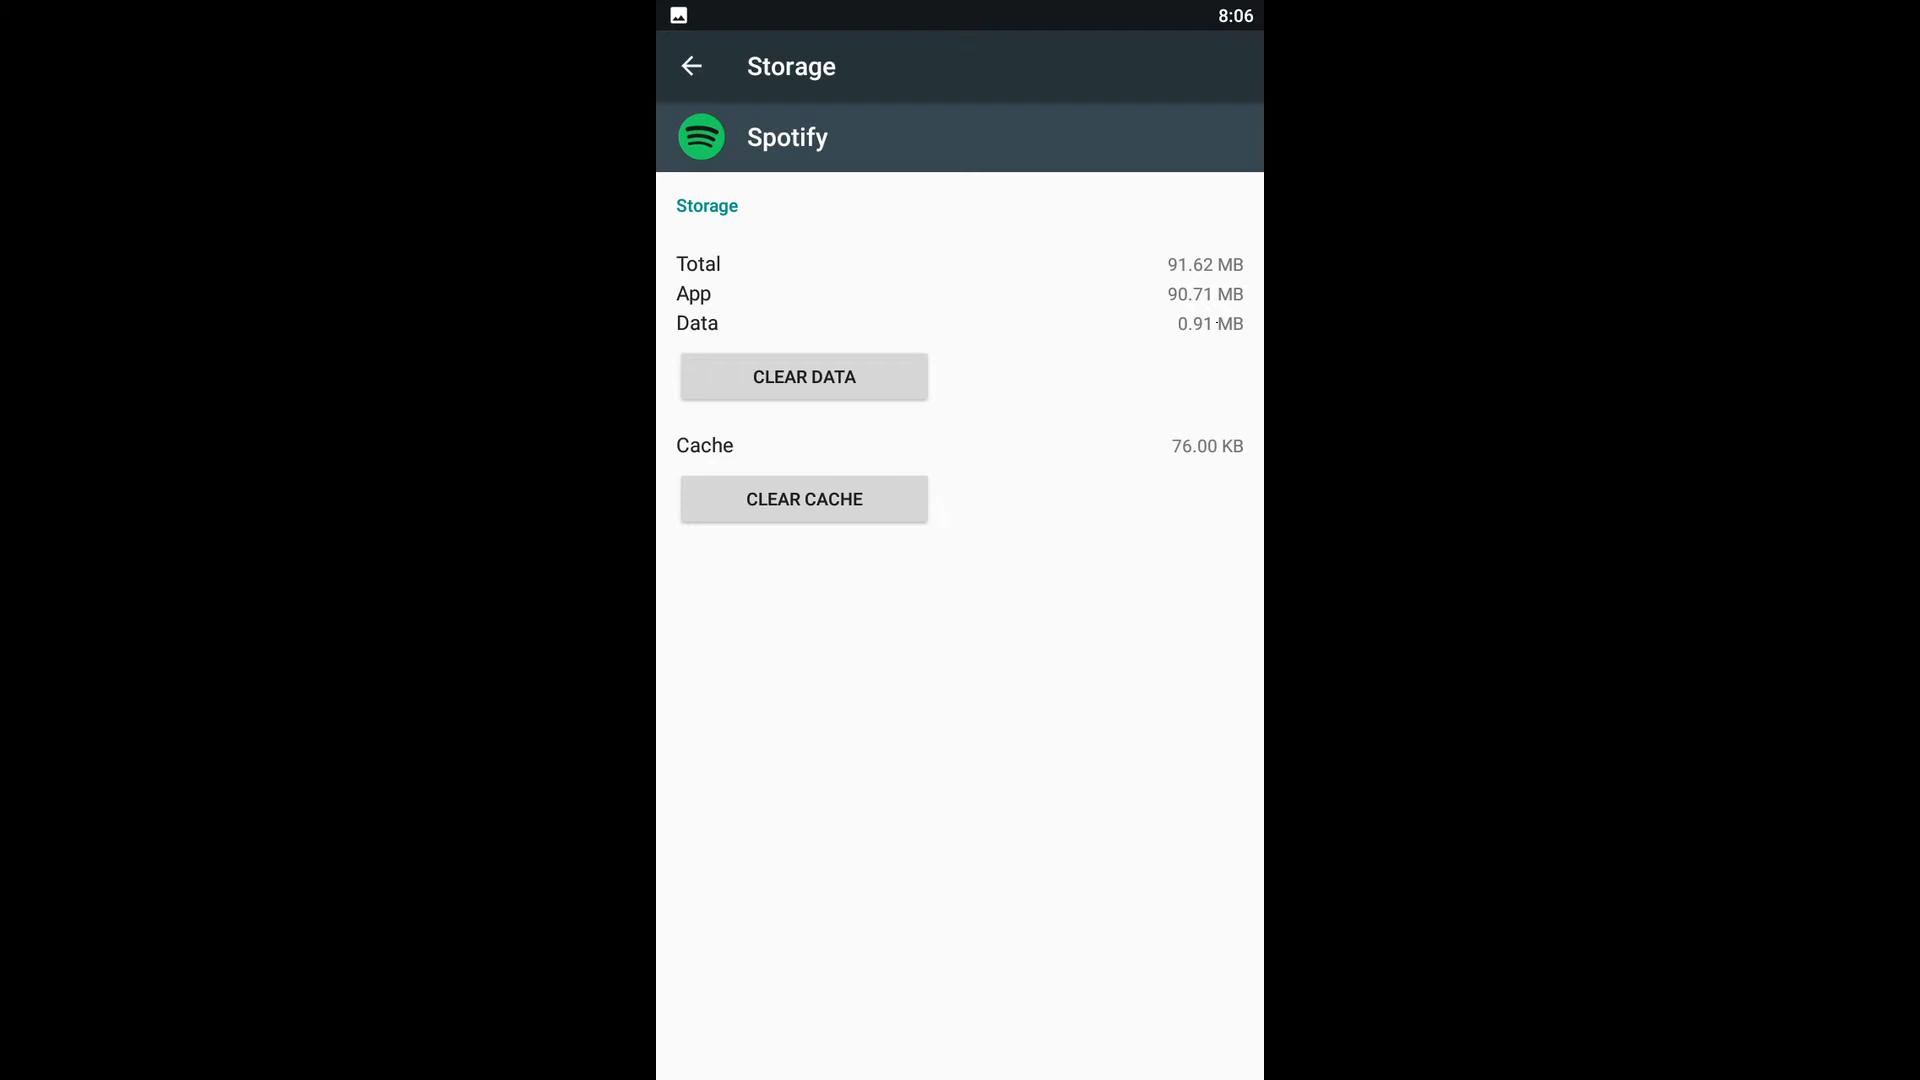 8:06
Storage
Spotify
Storage
Total 91.62 MB
App 90.71 MB
Data 0.91 MB
CLEAR DATA
Cache 76.00 KB
CLEAR CACHE